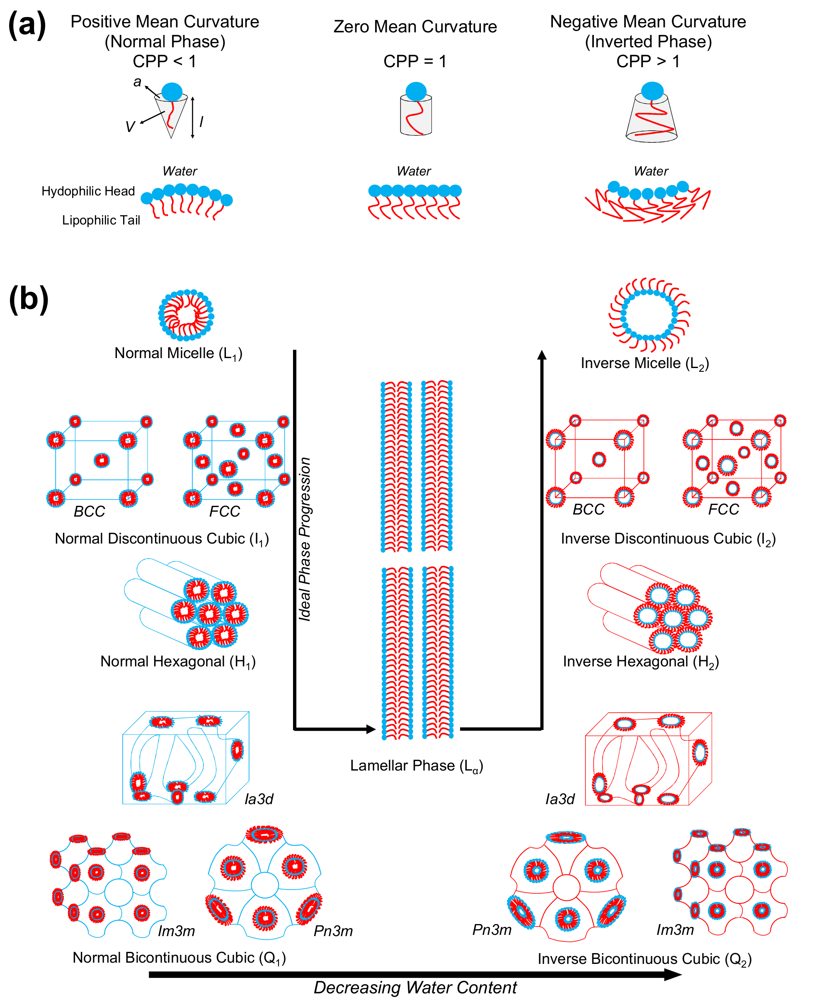 (a)
Positive Mean Curvature
(Normal Phase)
CPP < 1
Zero Mean Curvature
CPP = 1
Negative Mean Curvature
(Inverted Phase)
CPP > 1
a
V
l
Water
Water
Water
Hydophilic Head
Lipophilic Tail
(b)
Normal Micelle (L1)
Inverse Micelle (L2)
BCC
FCC
Normal Discontinuous Cubic (I1)
BCC
FCC
Inverse Discontinuous Cubic (I2)
Ideal Phase Progression
Normal Hexagonal (H1)
Inverse Hexagonal (H2)
Lamellar Phase (Lα)
Ia3d
Ia3d
Im3m
Pn3m
Pn3m
Im3m
Normal Bicontinuous Cubic (Q1)
Inverse Bicontinuous Cubic (Q2)
Decreasing Water Content